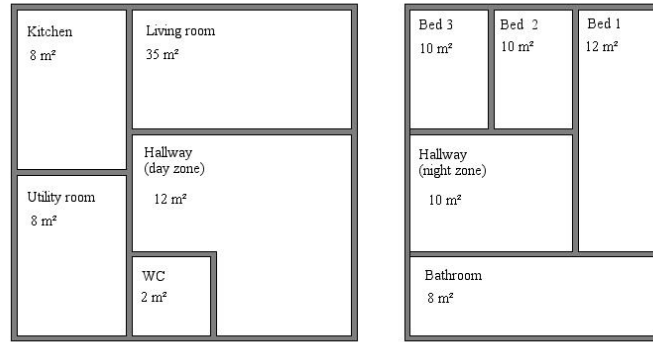 Kitchen
8 m²
Living room
35 m²
Hallway
(day zone)
12 m²
Utility room
8 m²
WC
2 m²
Bed 3
10 m²
Bed 2
10 m²
Bed 1
12 m²
Hallway
(night zone)
10 m²
Bathroom
8 m²